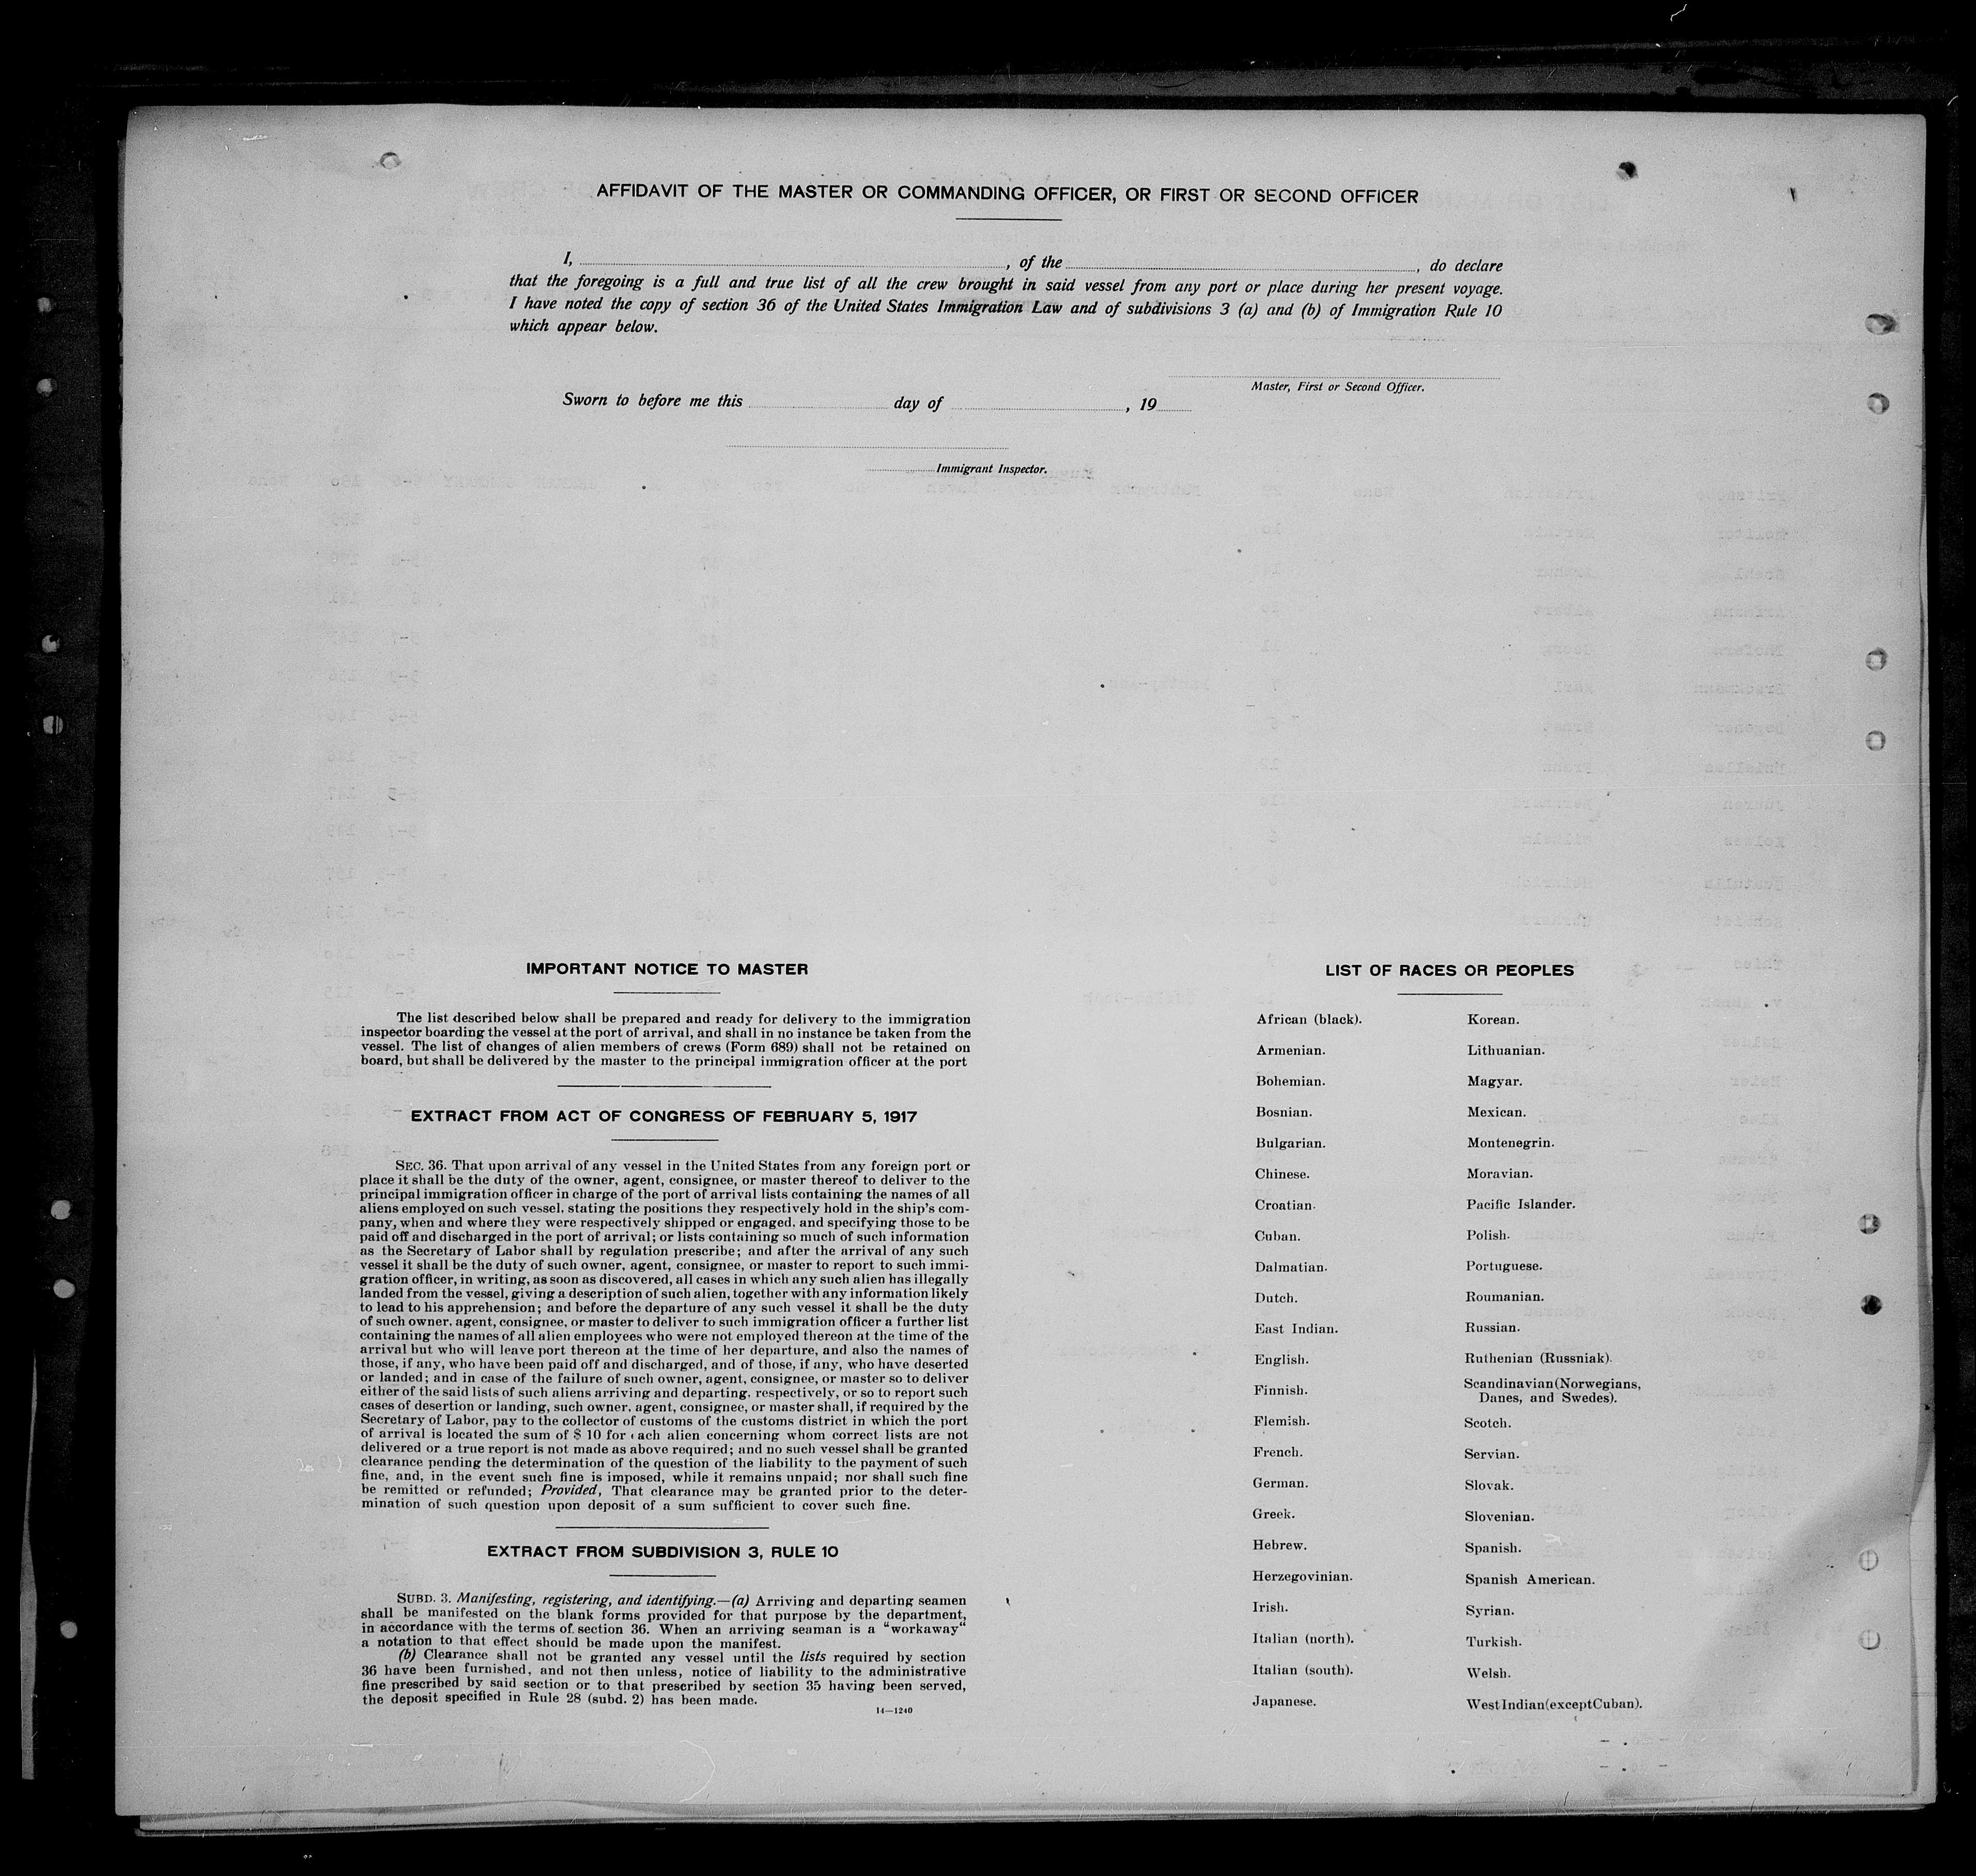 AFFIDAVIT OF THE MASTER OR COMMANDING OFFICER, OR FIRST OR SECOND OFFICER
I, , of the , do declare
that the foregoing is a full and true list of all the crew brought in said vessel from any port or place during her present voyage.
I have noted the copy of section 36 of the United States Immigration Law and of subdivisions 3 (a) and (b) of Immigration Rule 10
which appear below.
Master, First or Second Officer.
Sworn to before me this day of , 19
Immigrant Inspector.
IMPORTANT NOTICE TO MASTER
The list described below shall be prepared and ready for delivery to the immigration
inspector boarding the vessel at the port of arrival, and shall in no instance be taken from the
vessel. The list of changes of alien members of crews (Form 689) shall not be retained on
board, but shall be delivered by the master to the principal immigration officer at the port
EXTRACT FROM ACT OF CONGRESS OF FEBRUARY 5, 1917
SEC. 36. That upon arrival of any vessel in the United States from any foreign port or
place it shall be the duty of the owner, agent, consignee, or master thereof to deliver to the
principal immigration officer in charge of the port of arrival lists containing the names of all
aliens employed on such vessel, stating the positions they respectively hold in the ship's com-
pany, when and where they were respectively shipped or engaged, and specifying those to be
paid off and discharged in the port of arrival; or lists containing so much of such information
as the Secretary of Labor shall by regulation prescribe; and after the arrival of any such
vessel it shall be the duty of such owner, agent, consignee, or master to report to such immi-
gration officer, in writing, as soon as discovered, all cases in which any such alien has illegally
landed from the vessel, giving a description of such alien, together with any information likely
to lead to his apprehension; and before the departure of any such vessel it shall be the duty
of such owner, agent, consignee, or master to deliver to such immigration officer a further list
containing the names of all alien employees who were not employed thereon at the time of the
arrival but who will leave port thereon at the time of her departure, and also the names of
those, if any, who have been paid off and discharged, and of those, if any, who have deserted
or landed; and in case of the failure of such owner, agent, consignee, or master so to deliver
either of the said lists of such aliens arriving and departing, respectively, or so to report such
cases of desertion or landing, such owner, agent, consignee, or master shall, if required by the
Secretary of Labor, pay to the collector of customs of the customs district in which the port
of arrival is located the sum of $ 10 for each alien concerning whom correct lists are not
delivered or a true report is not made as above required; and no such vessel shall be granted
clearance pending the determination of the question of the liability to the payment of such
fine, and, in the event such fine is imposed, while it remains unpaid; nor shall such fine
be remitted or refunded; Provided, That clearance may be granted prior to the deter-
mination of such question upon deposit of a sum sufficient to cover such fine.
EXTRACT FROM SUBDIVISION 3, RULE 10
SUBD. 3. Manifesting, registering, and identifying.—(a) Arriving and departing seamen
shall be manifested on the blank forms provided for that purpose by the department,
in accordance with the terms of section 36. When an arriving seaman is a “workaway“
a notation to that effect should be made upon the manifest.
(b) Clearance shall not be granted any vessel until the lists required by section
36 have been furnished, and not then unless, notice of liability to the administrative
fine prescribed by said section or to that prescribed by section 35 having been served,
the deposit specified in Rule 28 (subd. 2) has been made.
14—1240
LIST OF RACES OR PEOPLES
African (black).
Armenian.
Bohemian.
Bosnian.
Bulgarian.
Chinese.
Croatian.
Cuban.
Dalmatian.
Dutch.
East Indian.
English.
Finnish.
Flemish.
French.
German.
Greek.
Hebrew.
Herzegovinian.
Irish.
Italian (north).
Italian (south).
Japanese.
Korean.
Lithuanian.
Magyar.
Mexican.
Montenegrin.
Moravian.
Pacific Islander.
Polish.
Portuguese.
Roumanian.
Russian.
Ruthenian (Russniak).
Scandinavian (Norwegians,
Danes, and Swedes).
Scotch.
Servian.
Slovak.
Slovenian.
Spanish.
Spanish American.
Syrian.
Turkish.
Welsh.
West Indian (except Cuban).